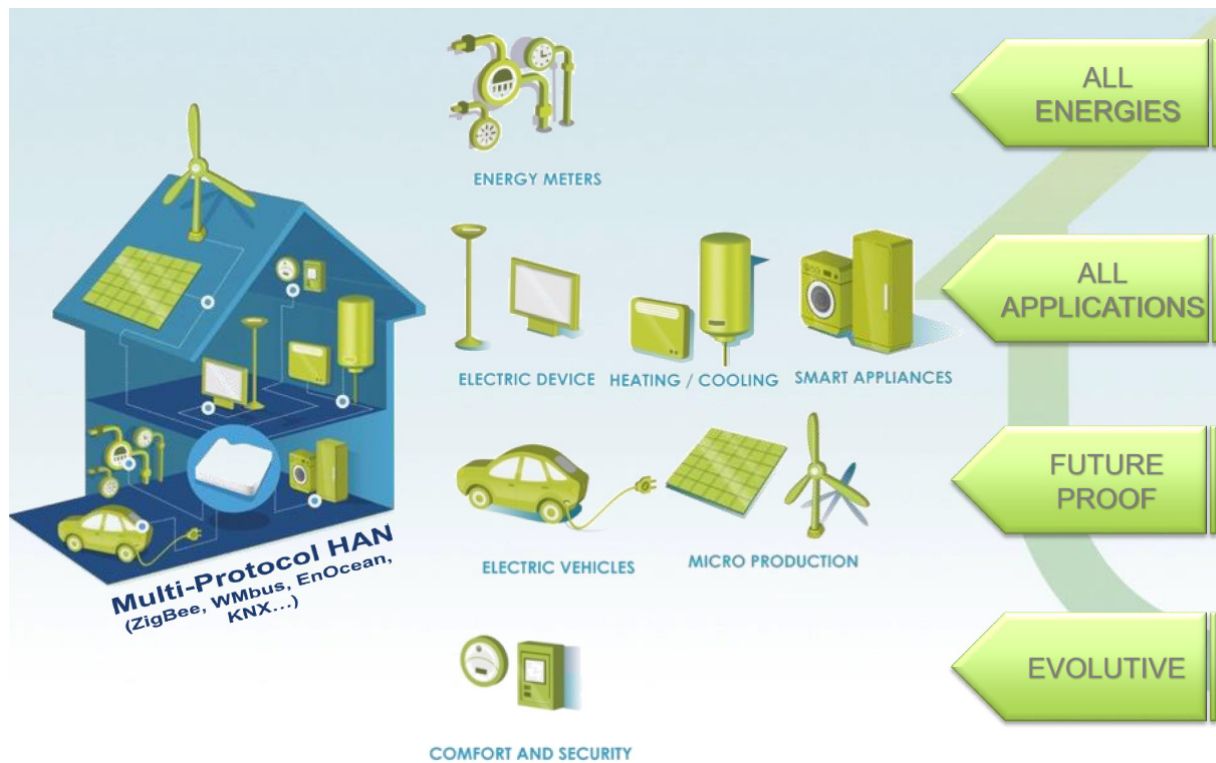 ENERGY METERS
ALL
ENERGIES
ELECTRIC DEVICE
HEATING / COOLING
SMART APPLIANCES
ALL
APPLICATIONS
Multi-Protocol HAN
(ZigBee, WMbus, EnOcean,
KNX...)
ELECTRIC VEHICLES
MICRO PRODUCTION
FUTURE
PROOF
COMFORT AND SECURITY
EVOLUTIVE